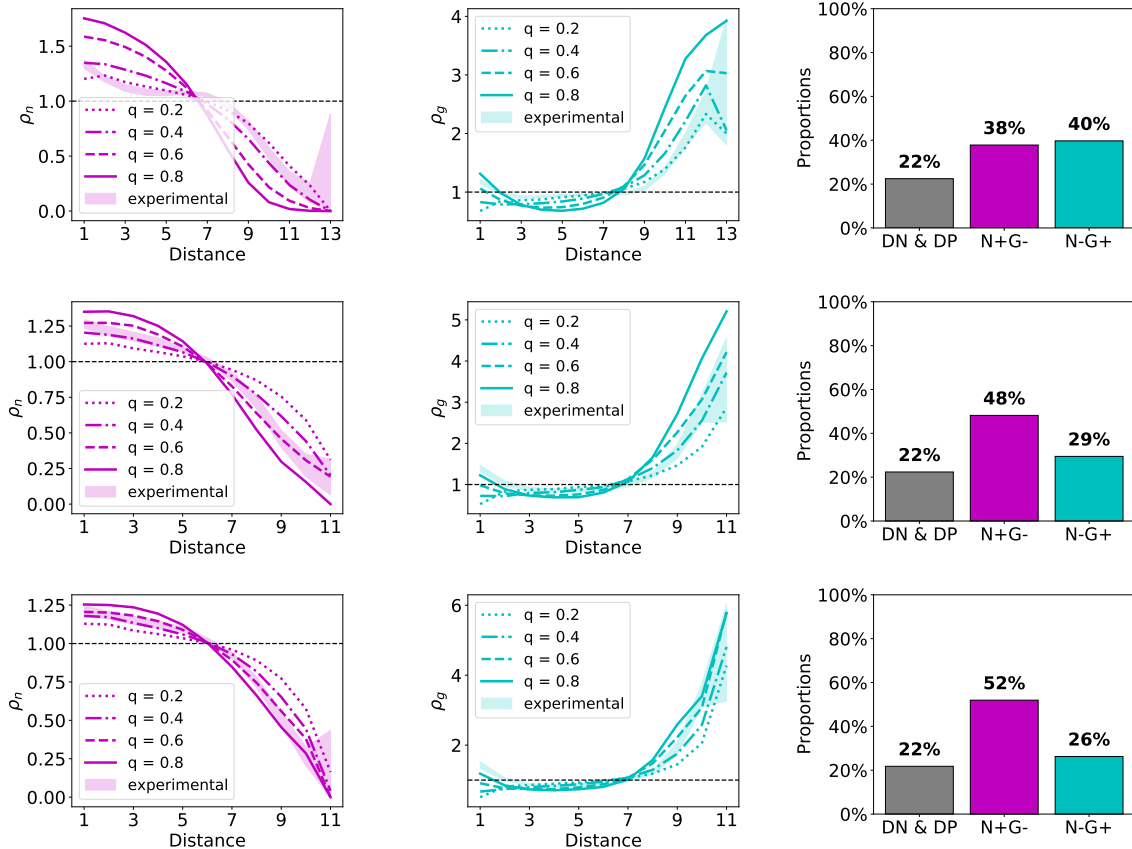 1.5
1.0
0.5
0.0
ρn
q = 0.2
q = 0.4
q = 0.6
q = 0.8
experimental
1 3 5 7 9 11 13
Distance
4
3
2
1
ρg
q = 0.2
q = 0.4
q = 0.6
q = 0.8
experimental
1 3 5 7 9 11 13
Distance
100%
80%
60%
40%
20%
0%
Proportions
22%
38%
40%
DN & DP N+G- N-G+
1.25
1.00
0.75
0.50
0.25
0.00
ρn
q = 0.2
q = 0.4
q = 0.6
q = 0.8
experimental
1 3 5 7 9 11
Distance
5
4
3
2
1
ρg
q = 0.2
q = 0.4
q = 0.6
q = 0.8
experimental
1 3 5 7 9 11
Distance
100%
80%
60%
40%
20%
0%
Proportions
22%
48%
29%
DN & DP N+G- N-G+
1.25
1.00
0.75
0.50
0.25
0.00
ρn
q = 0.2
q = 0.4
q = 0.6
q = 0.8
experimental
1 3 5 7 9 11
Distance
6
4
2
ρg
q = 0.2
q = 0.4
q = 0.6
q = 0.8
experimental
1 3 5 7 9 11
Distance
100%
80%
60%
40%
20%
0%
Proportions
22%
52%
26%
DN & DP N+G- N-G+